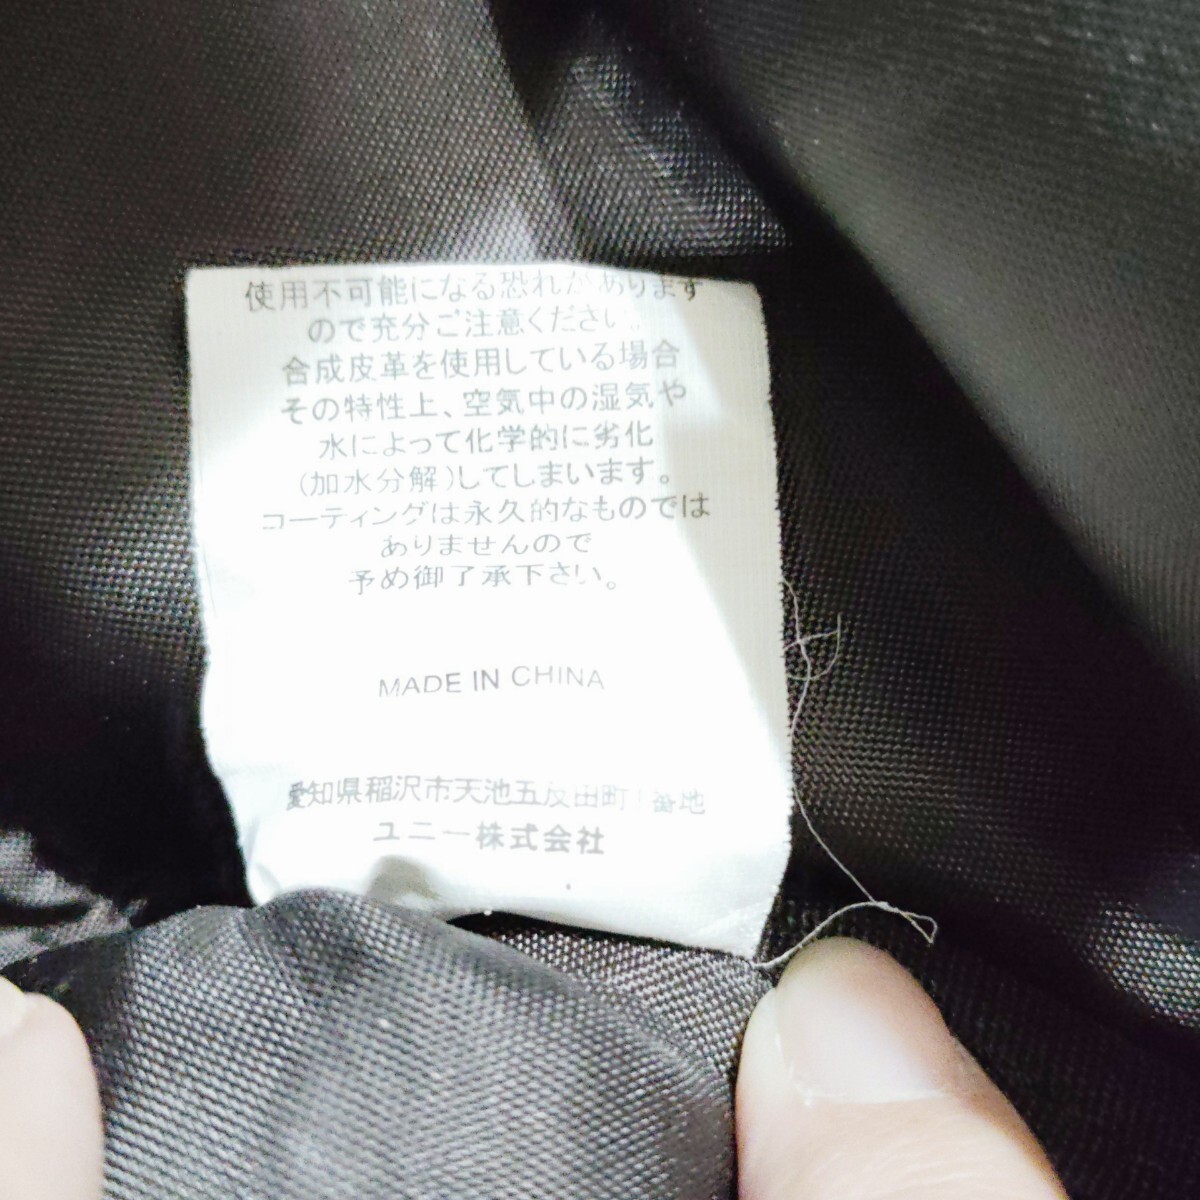 使用不可能になる恐れがあります
ので充分ご注意ください。
合成皮革を使用している場合
その特性上、空気中の湿気や
水によって化学的に劣化
(加水分解)してしまいます。
コーティングは永久的なものでは
ありませんので
予め御了承下さい。
MADE IN CHINA
愛知県稲沢市天池五反田町1番地
ユニー株式会社